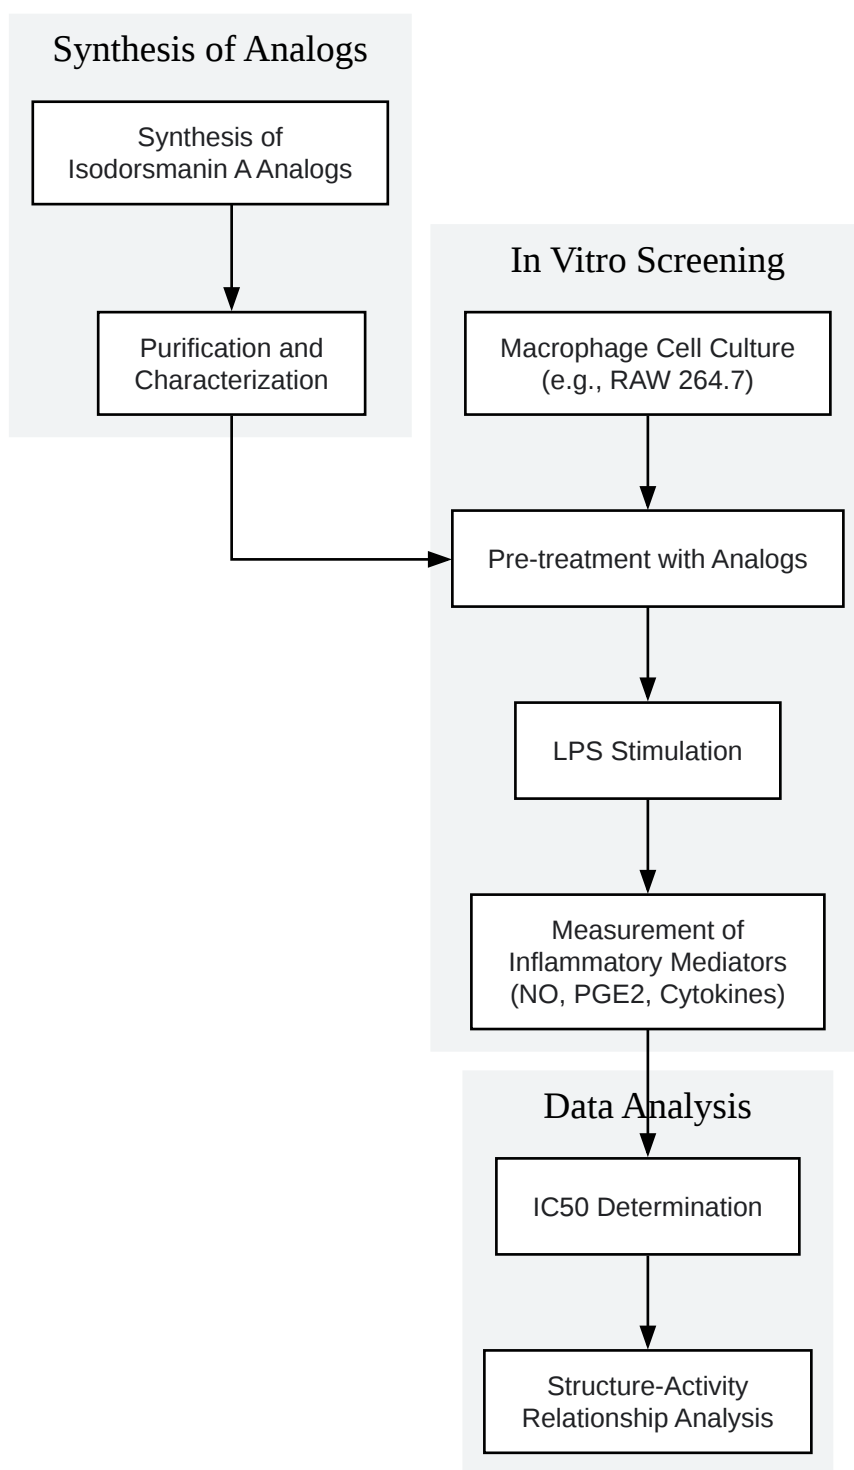 Synthesis of Analogs
Synthesis of
Isodorsmanin A Analogs
Purification and
Characterization
In Vitro Screening
Macrophage Cell Culture
(e.g., RAW 264.7)
Pre-treatment with Analogs
LPS Stimulation
Measurement of
Inflammatory Mediators
(NO, PGE2, Cytokines)
Data Analysis
IC50 Determination
Structure-Activity
Relationship Analysis